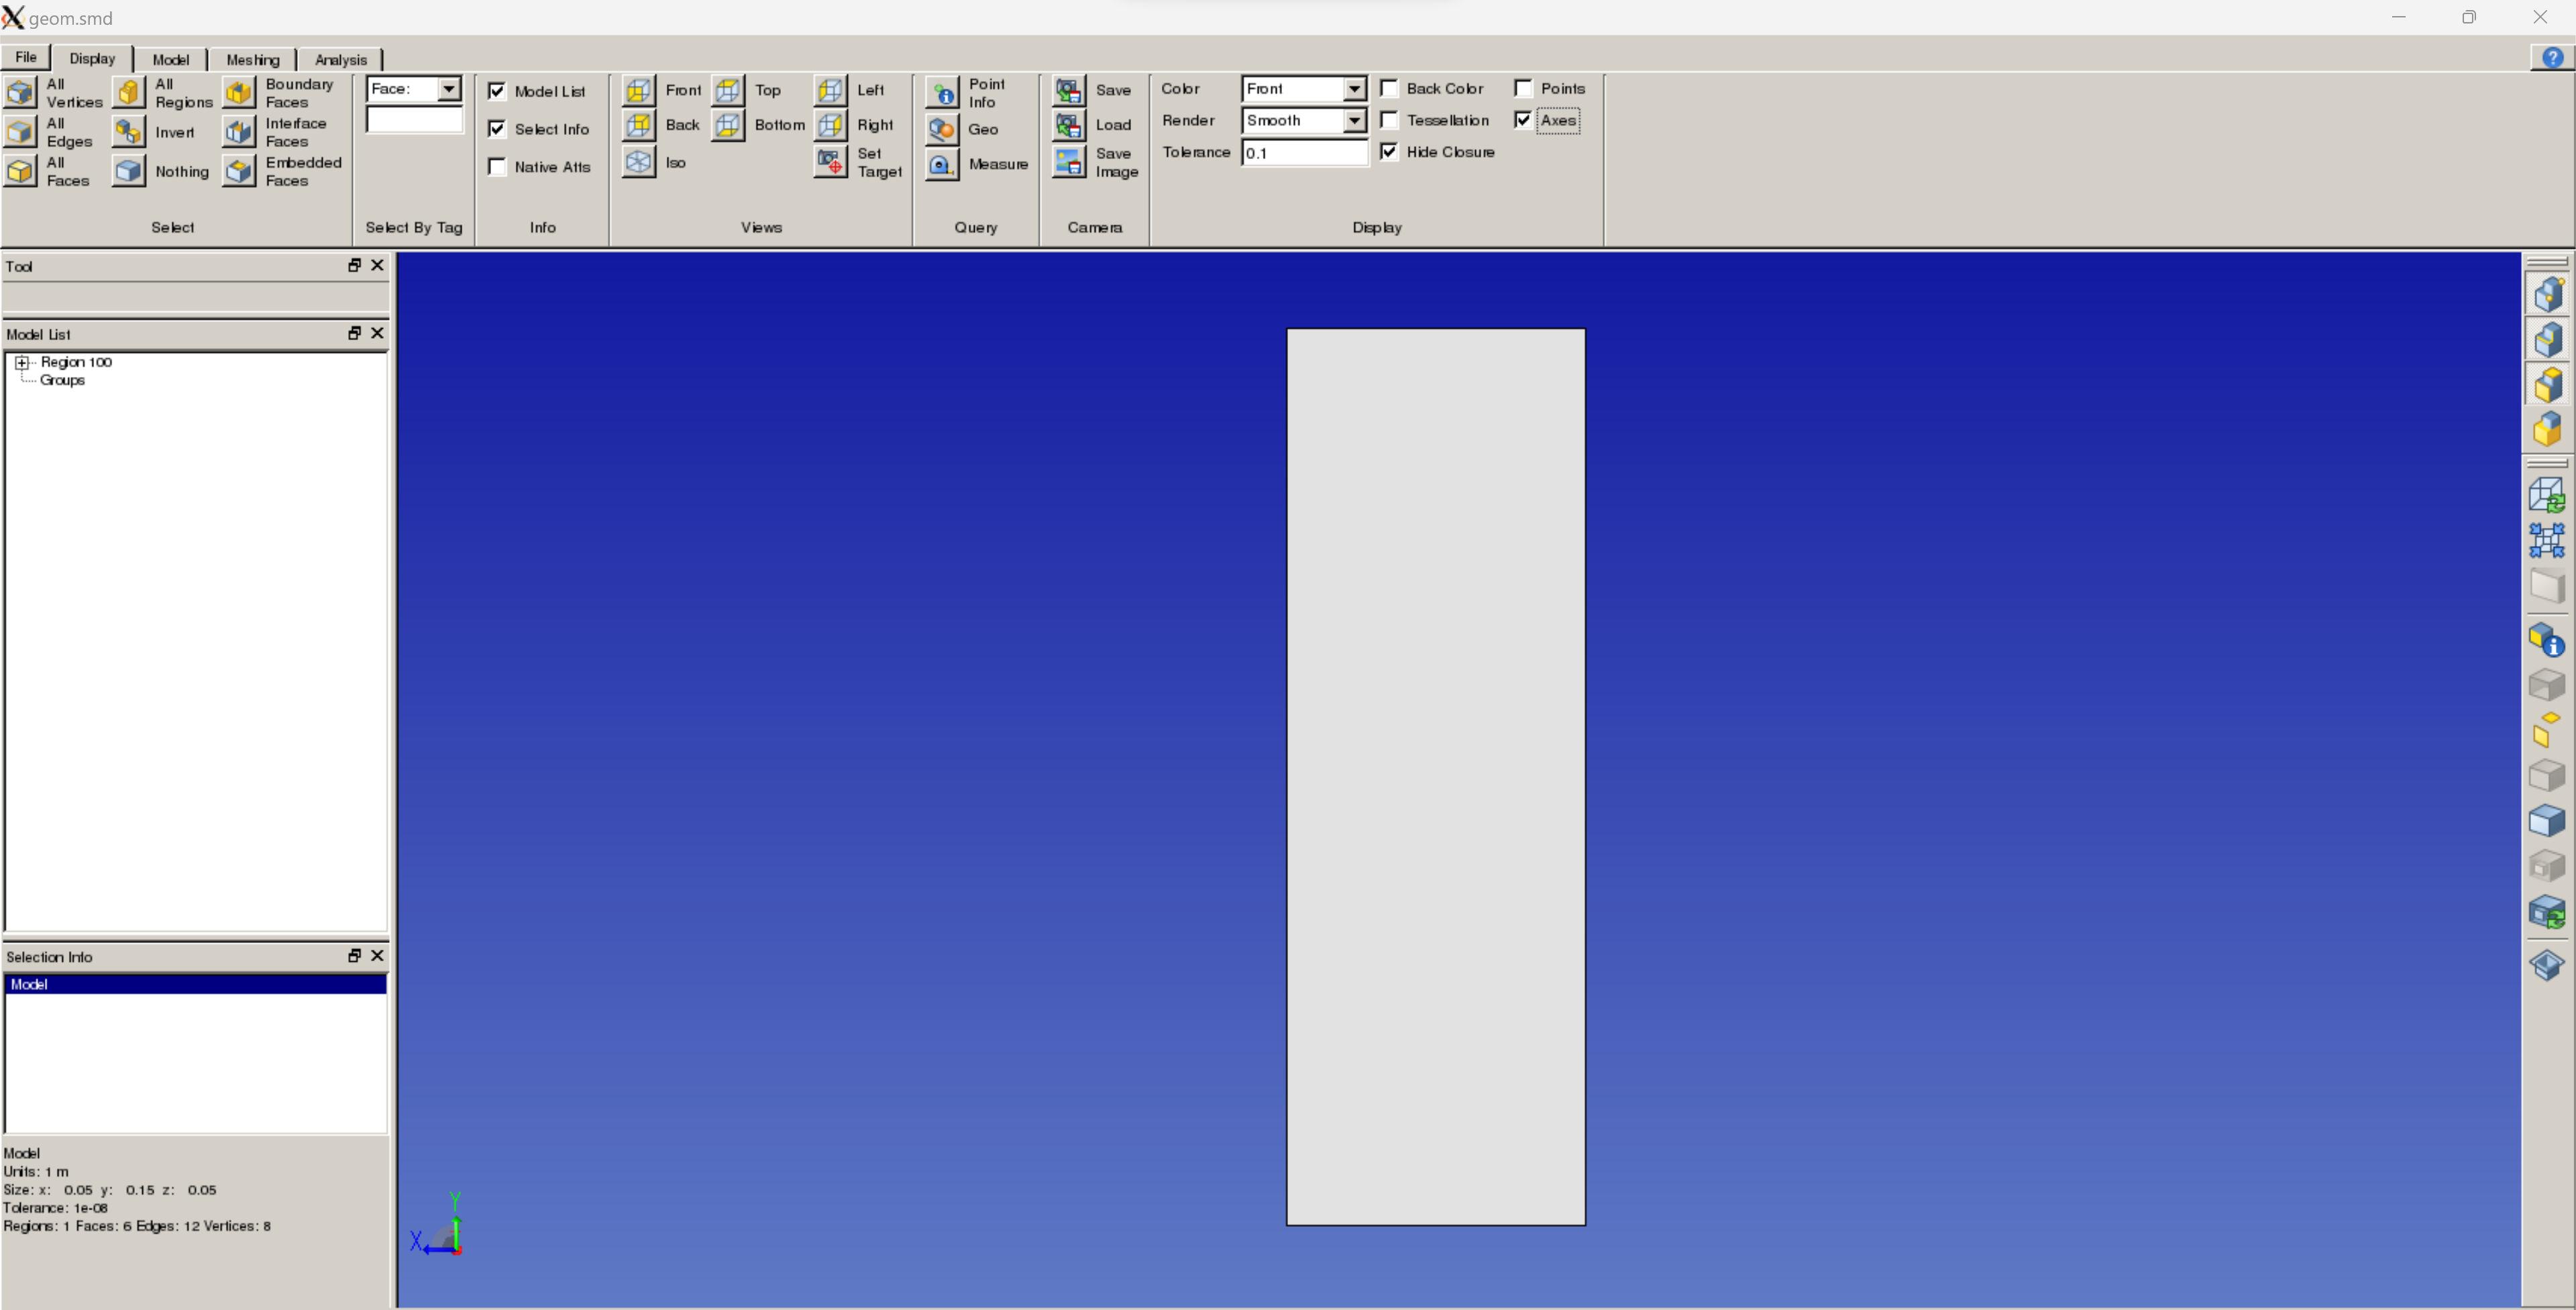 geom.smd
File Display Model Meshing Analysis
All Vertices
All Regions
Boundary Faces
All Edges
Invert
Interface Faces
All Faces
Nothing
Embedded Faces
Select
Face:
Select By Tag
Model List
Select Info
Native Atts
Info
Front Top Left
Back Bottom Right
Iso
Set Target
Views
Point Info
Geo
Measure
Query
Save
Load
Save Image
Camera
Color Front Back Color Points
Render Smooth Tessellation Axes
Tolerance 0.1 Hide Closure
Display
Tool
Model List
Region 100
Groups
Selection Info
Model
Model
Units: 1 m
Size: x: 0.05 y: 0.15 z: 0.05
Tolerance: 1e-08
Regions: 1 Faces: 6 Edges: 12 Vertices: 8
Y
X